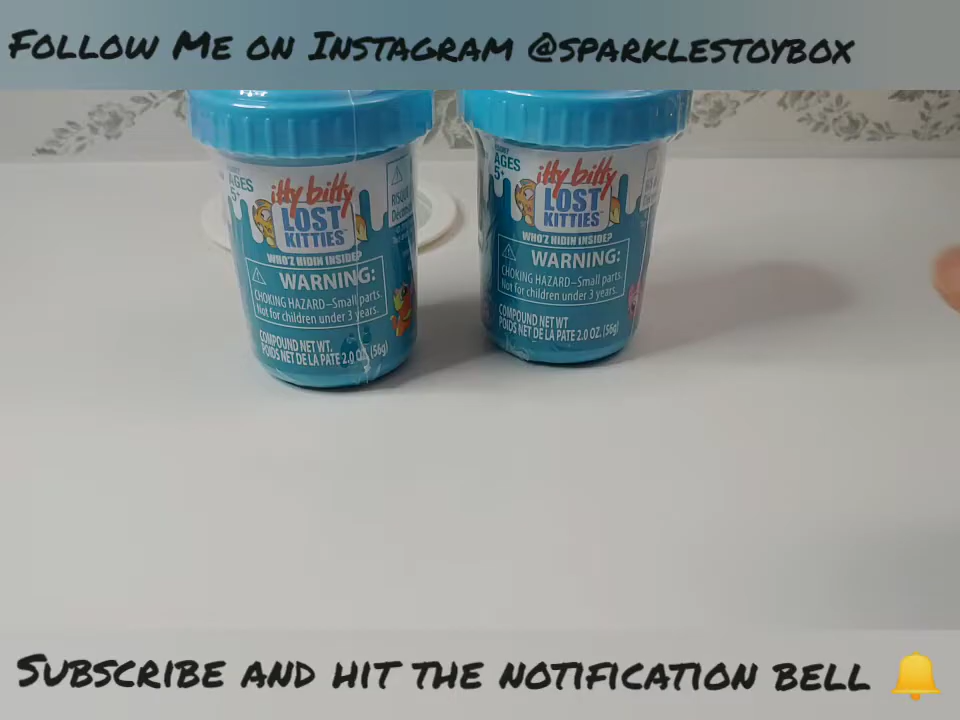 FOLLOW ME ON INSTAGRAM @SPARKLESTOYBOX
AGES
5+
itty bitty
LOST
KITTIES
WHO'Z HIDIN INSIDE?
WARNING:
CHOKING HAZARD–Small parts.
Not for children under 3 years.
COMPOUND NET WT.
POIDS NET DE LA PATE 2.0 OZ. (56g)
AGES
5+
itty bitty
LOST
KITTIES
WHO'Z HIDIN INSIDE?
WARNING:
CHOKING HAZARD–Small parts.
Not for children under 3 years.
COMPOUND NET WT
POIDS NET DE LA PATE 2.0 OZ. (56g)
SUBSCRIBE AND HIT THE NOTIFICATION BELL 🔔